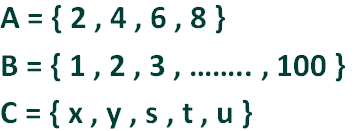 A = { 2 , 4 , 6 , 8 }
B = { 1 , 2 , 3 , …..... , 100 }
C = { x , y , s , t , u }